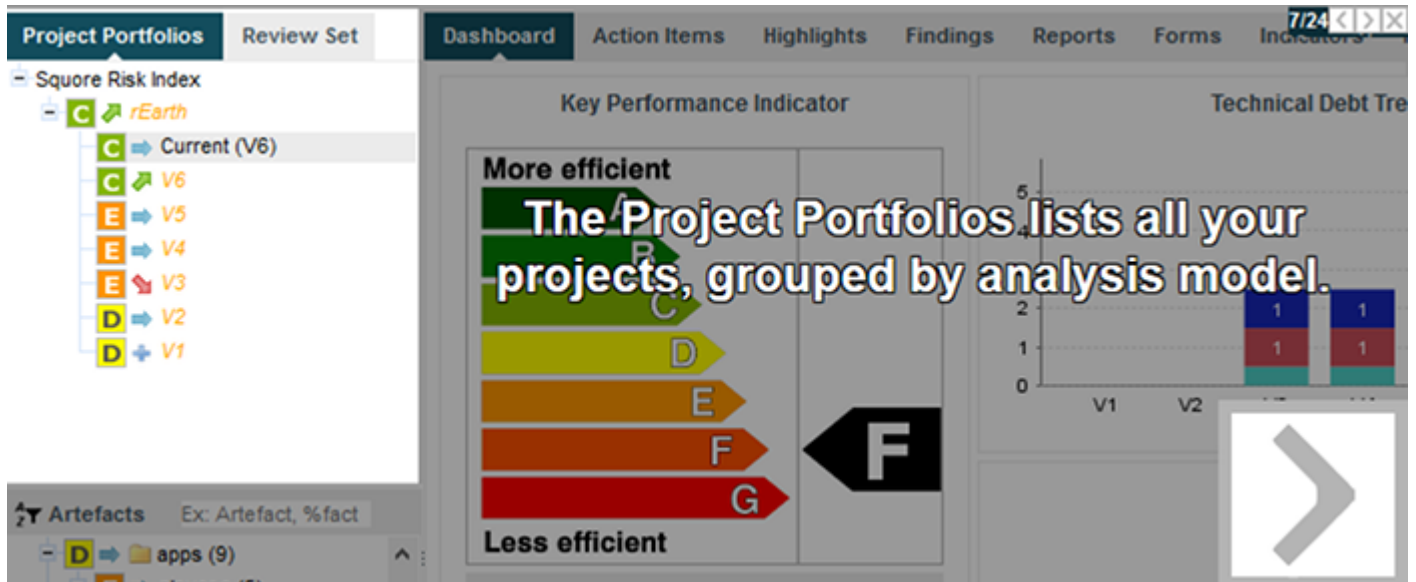 Project Portfolios
Review Set
Dashboard
Action Items
Highlights
Findings
Reports
Forms
Indicators
7/24
Squore Risk Index
C rEarth
C Current (V6)
C V6
E V5
E V4
E V3
D V2
D V1
Key Performance Indicator
More efficient
A
B
C
D
E
F
G
F
Less efficient
The Project Portfolios lists all your
projects, grouped by analysis model.
Technical Debt Tre
5
4
2
1
0
1
1
1
1
V1
V2
Artefacts
Ex: Artefact, %fact
D apps (9)